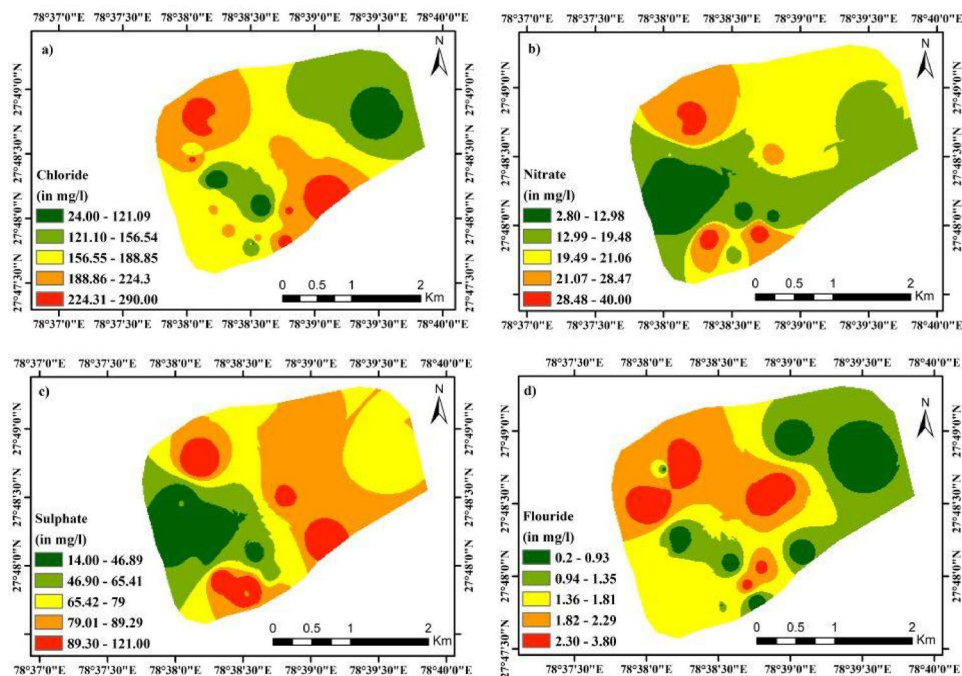 a)
N
27°49'0"N
27°48'30"N
27°48'0"N
27°47'30"N
Chloride
(in mg/l)
24.00 - 121.09
121.10 - 156.54
156.55 - 188.85
188.86 - 224.3
224.31 - 290.00
0 0.5 1 2
Km
78°37'0"E 78°37'30"E 78°38'0"E 78°38'30"E 78°39'0"E 78°39'30"E 78°40'0"E
b)
N
27°49'0"N
27°48'30"N
27°48'0"N
27°47'30"N
Nitrate
(in mg/l)
2.80 - 12.98
12.99 - 19.48
19.49 - 21.06
21.07 - 28.47
28.48 - 40.00
0 0.5 1 2
Km
78°37'0"E 78°37'30"E 78°38'0"E 78°38'30"E 78°39'0"E 78°39'30"E 78°40'0"E
78°37'0"E 78°37'30"E 78°38'0"E 78°38'30"E 78°39'0"E 78°39'30"E 78°40'0"E
c)
N
27°49'0"N
27°48'30"N
27°48'0"N
Sulphate
(in mg/l)
14.00 - 46.89
46.90 - 65.41
65.42 - 79
79.01 - 89.29
89.30 - 121.00
0 0.5 1 2
Km
78°37'0"E 78°37'30"E 78°38'0"E 78°38'30"E 78°39'0"E 78°39'30"E 78°40'0"E
78°37'0"E 78°37'30"E 78°38'0"E 78°38'30"E 78°39'0"E 78°39'30"E 78°40'0"E
d)
N
27°49'0"N
27°48'30"N
27°48'0"N
27°47'30"N
Flouride
(in mg/l)
0.2 - 0.93
0.94 - 1.35
1.36 - 1.81
1.82 - 2.29
2.30 - 3.80
0 0.5 1 2
Km
78°37'0"E 78°37'30"E 78°38'0"E 78°38'30"E 78°39'0"E 78°39'30"E 78°40'0"E